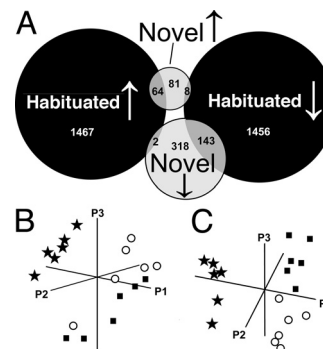 A
Novel ↑
64 81 8
Habituated ↑
1467
Habituated ↓
1456
2 318 143
Novel
↓
B
P3
P2
P1
C
P3
P2
P